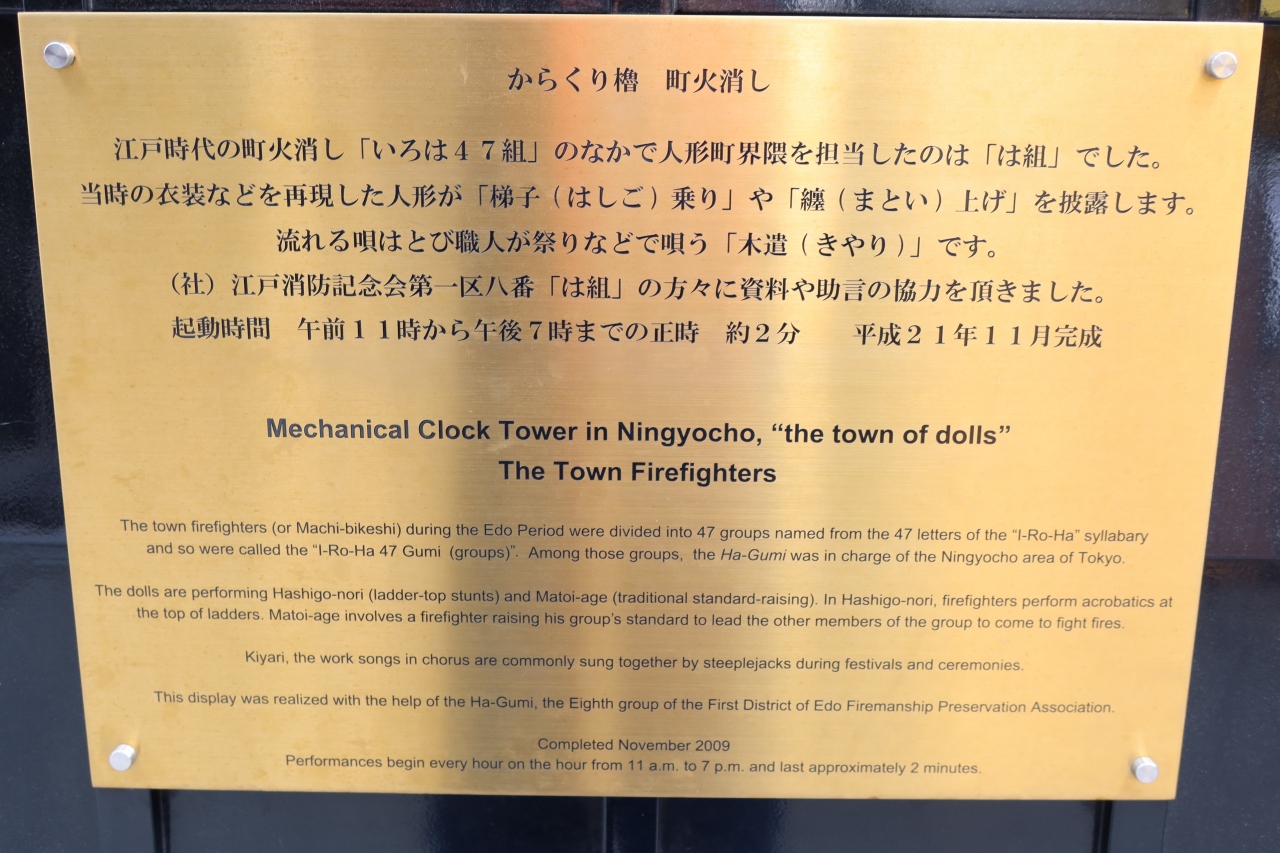 からくり櫓　町火消し
江戸時代の町火消し「いろは４７組」のなかで人形町界隈を担当したのは「は組」でした。
当時の衣装などを再現した人形が「梯子（はしご）乗り」や「纏（まとい）上げ」を披露します。
流れる唄はとび職人が祭りなどで唄う「木遣（きやり）」です。
（社）江戸消防記念会第一区八番「は組」の方々に資料や助言の協力を頂きました。
起動時間　午前１１時から午後７時までの正時　約２分　　平成２１年１１月完成
Mechanical Clock Tower in Ningyocho, “the town of dolls”
The Town Firefighters
The town firefighters (or Machi-bikeshi) during the Edo Period were divided into 47 groups named from the 47 letters of the “I-Ro-Ha” syllabary
and so were called the “I-Ro-Ha 47 Gumi (groups)”. Among those groups, the Ha-Gumi was in charge of the Ningyocho area of Tokyo.
The dolls are performing Hashigo-nori (ladder-top stunts) and Matoi-age (traditional standard-raising). In Hashigo-nori, firefighters perform acrobatics at
the top of ladders. Matoi-age involves a firefighter raising his group’s standard to lead the other members of the group to come to fight fires.
Kiyari, the work songs in chorus are commonly sung together by steeplejacks during festivals and ceremonies.
This display was realized with the help of the Ha-Gumi, the Eighth group of the First District of Edo Firemanship Preservation Association.
Completed November 2009
Performances begin every hour on the hour from 11 a.m. to 7 p.m. and last approximately 2 minutes.